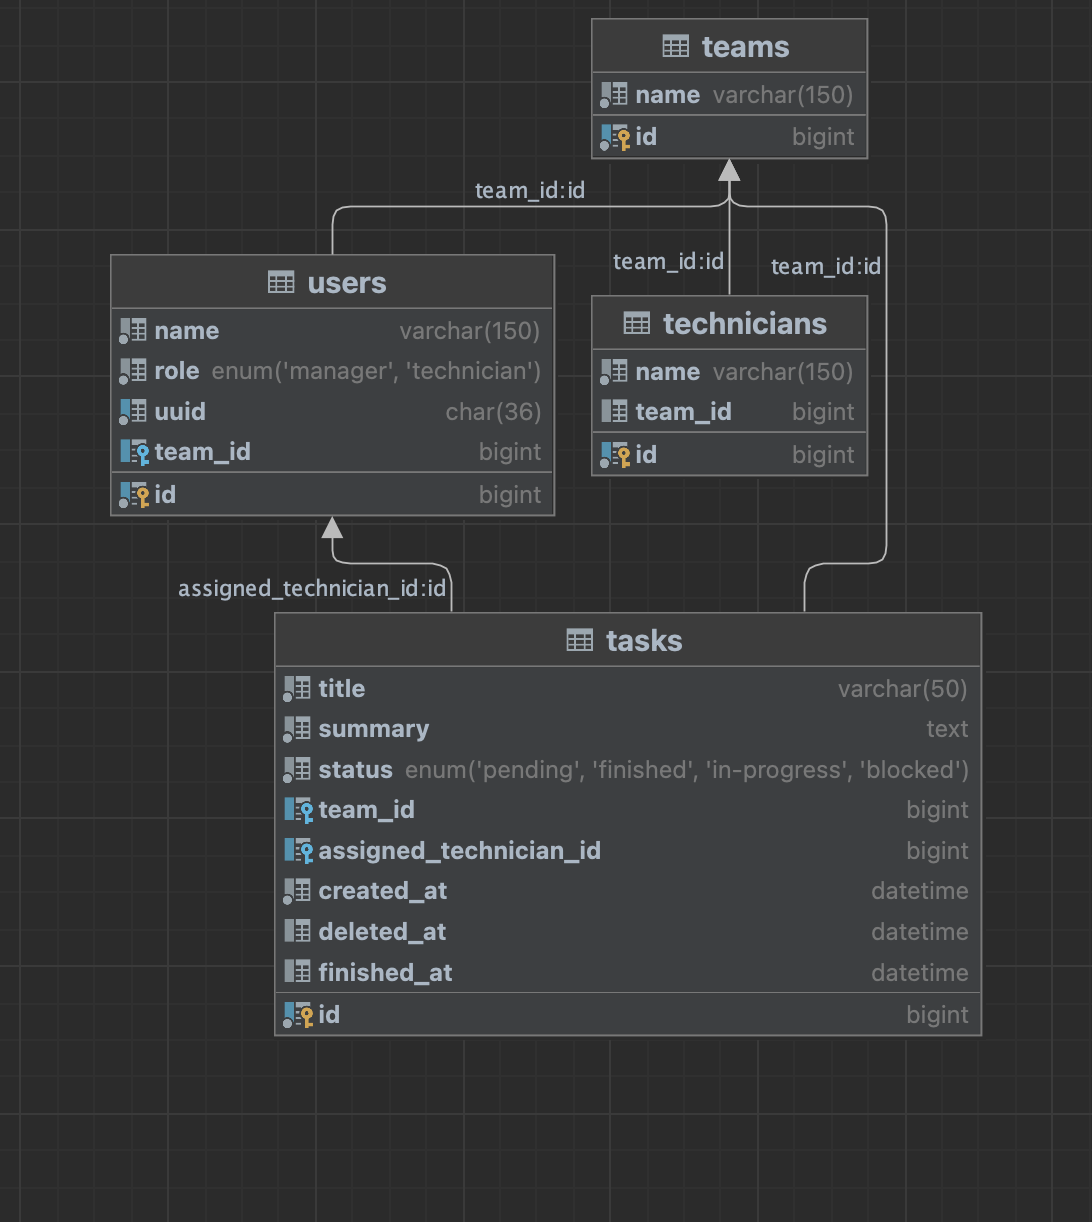 teams
name varchar(150)
id bigint
team_id:id
team_id:id
team_id:id
users
name varchar(150)
role enum('manager', 'technician')
uuid char(36)
team_id bigint
id bigint
technicians
name varchar(150)
team_id bigint
id bigint
assigned_technician_id:id
tasks
title varchar(50)
summary text
status enum('pending', 'finished', 'in-progress', 'blocked')
team_id bigint
assigned_technician_id bigint
created_at datetime
deleted_at datetime
finished_at datetime
id bigint